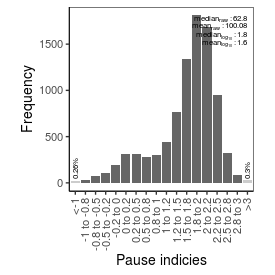 median_raw : 62.8
mean_raw : 100.08
median_log10 : 1.8
mean_log10 : 1.6
Frequency
1500
1000
500
0
0.26%
0.3%
<-1
-1 to -0.8
-0.8 to -0.5
-0.5 to -0.2
-0.2 to 0
0 to 0.2
0.2 to 0.5
0.5 to 0.8
0.8 to 1
1 to 1.2
1.2 to 1.5
1.5 to 1.8
1.8 to 2
2 to 2.2
2.2 to 2.5
2.5 to 2.8
2.8 to 3
>3
Pause indicies